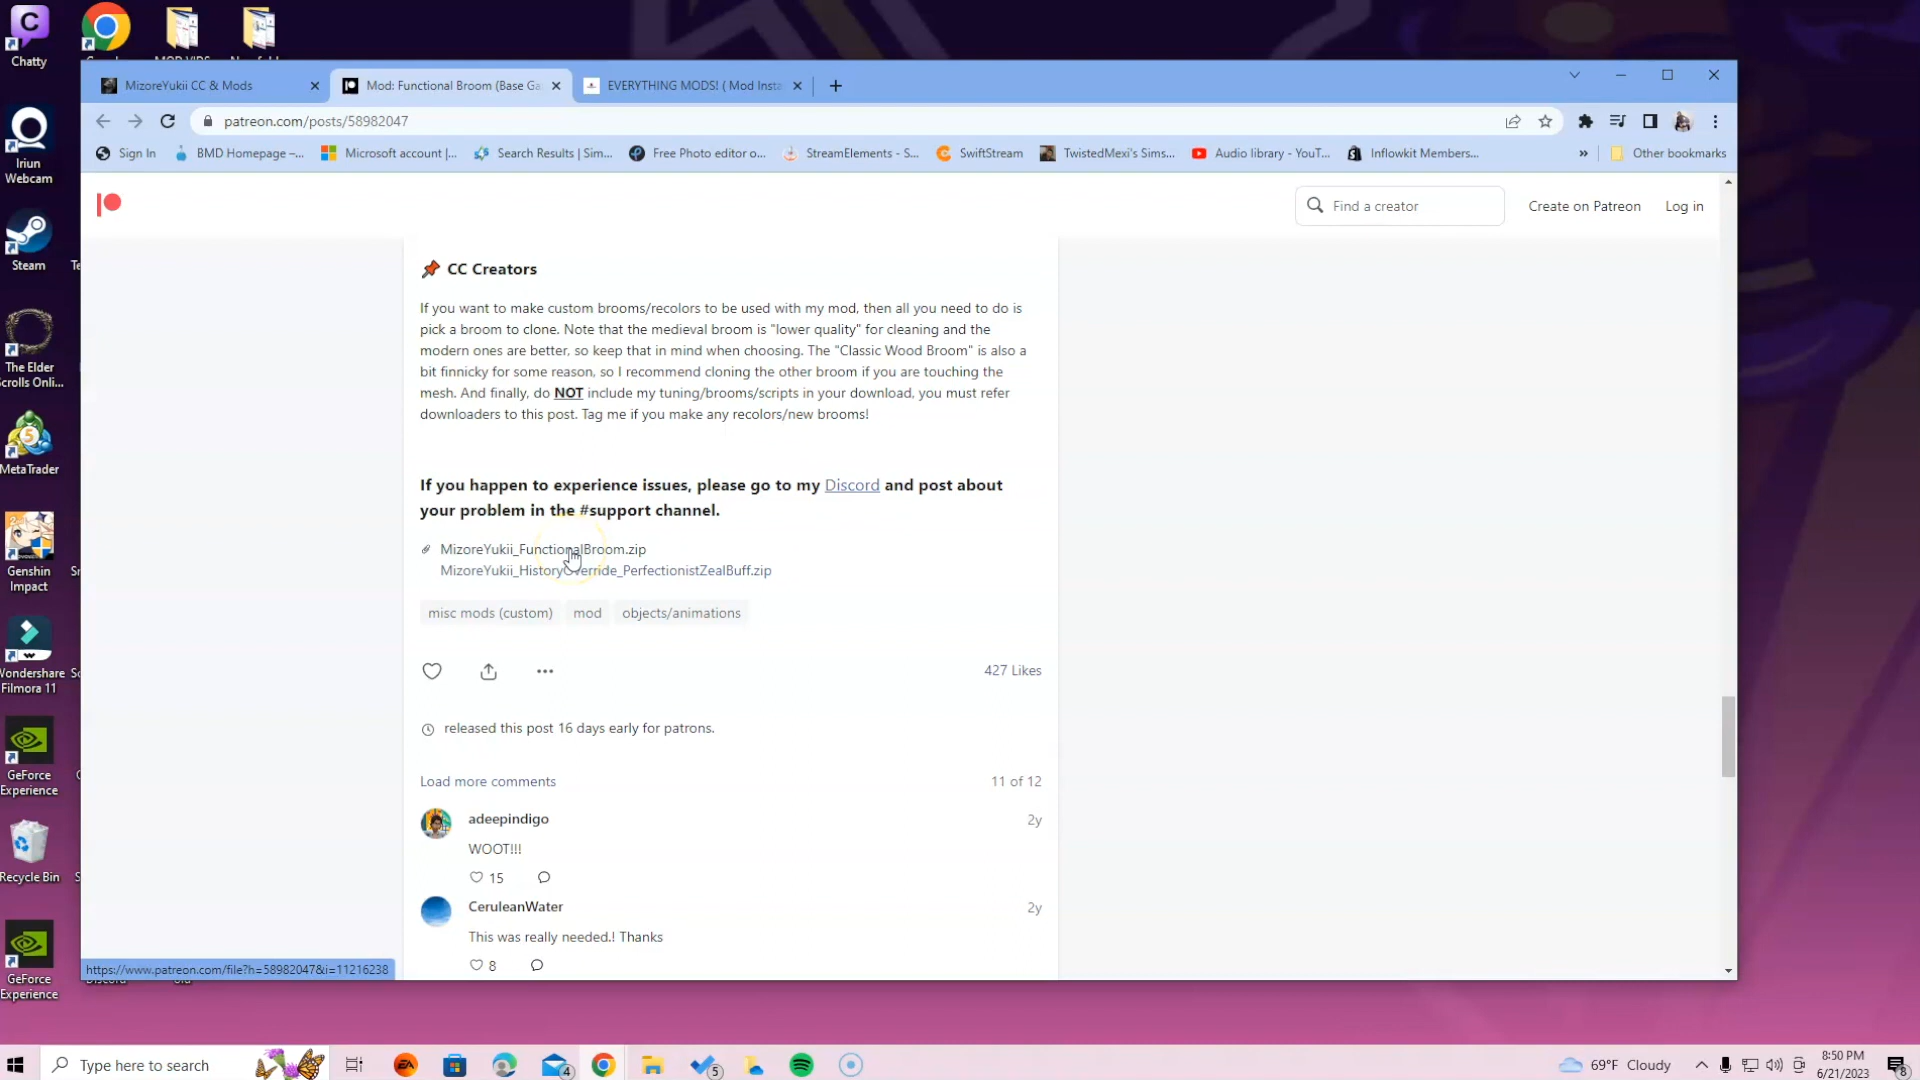 Chatty
MizoreYukii CC & Mods
Mod: Functional Broom (Base Ga
EVERYTHING MODS! ( Mod Insta
patreon.com/posts/58982047
Sign In
BMD Homepage –...
Microsoft account |...
Search Results | Sim...
Free Photo editor o...
StreamElements - S...
SwiftStream
TwistedMexi's Sims...
Audio library - YouT...
Inflowkit Members...
»
Other bookmarks
Find a creator
Create on Patreon
Log in
Iriun
Webcam
Steam
The Elder
Scrolls Onli...
MetaTrader
Genshin
Impact
Wondershare
Filmora 11
GeForce
Experience
Recycle Bin
GeForce
Experience
CC Creators
If you want to make custom brooms/recolors to be used with my mod, then all you need to do is
pick a broom to clone. Note that the medieval broom is "lower quality" for cleaning and the
modern ones are better, so keep that in mind when choosing. The "Classic Wood Broom" is also a
bit finnicky for some reason, so I recommend cloning the other broom if you are touching the
mesh. And finally, do NOT include my tuning/brooms/scripts in your download, you must refer
downloaders to this post. Tag me if you make any recolors/new brooms!
If you happen to experience issues, please go to my Discord and post about
your problem in the #support channel.
MizoreYukii_FunctionalBroom.zip
MizoreYukii_HistoryOverride_PerfectionistZealBuff.zip
misc mods (custom)
mod
objects/animations
427 Likes
released this post 16 days early for patrons.
Load more comments
11 of 12
adeepindigo
2y
WOOT!!!
15
CeruleanWater
2y
This was really needed.! Thanks
8
https://www.patreon.com/file?h=58982047&i=11216238
Type here to search
4
5
69°F Cloudy
8:50 PM
6/21/2023
8